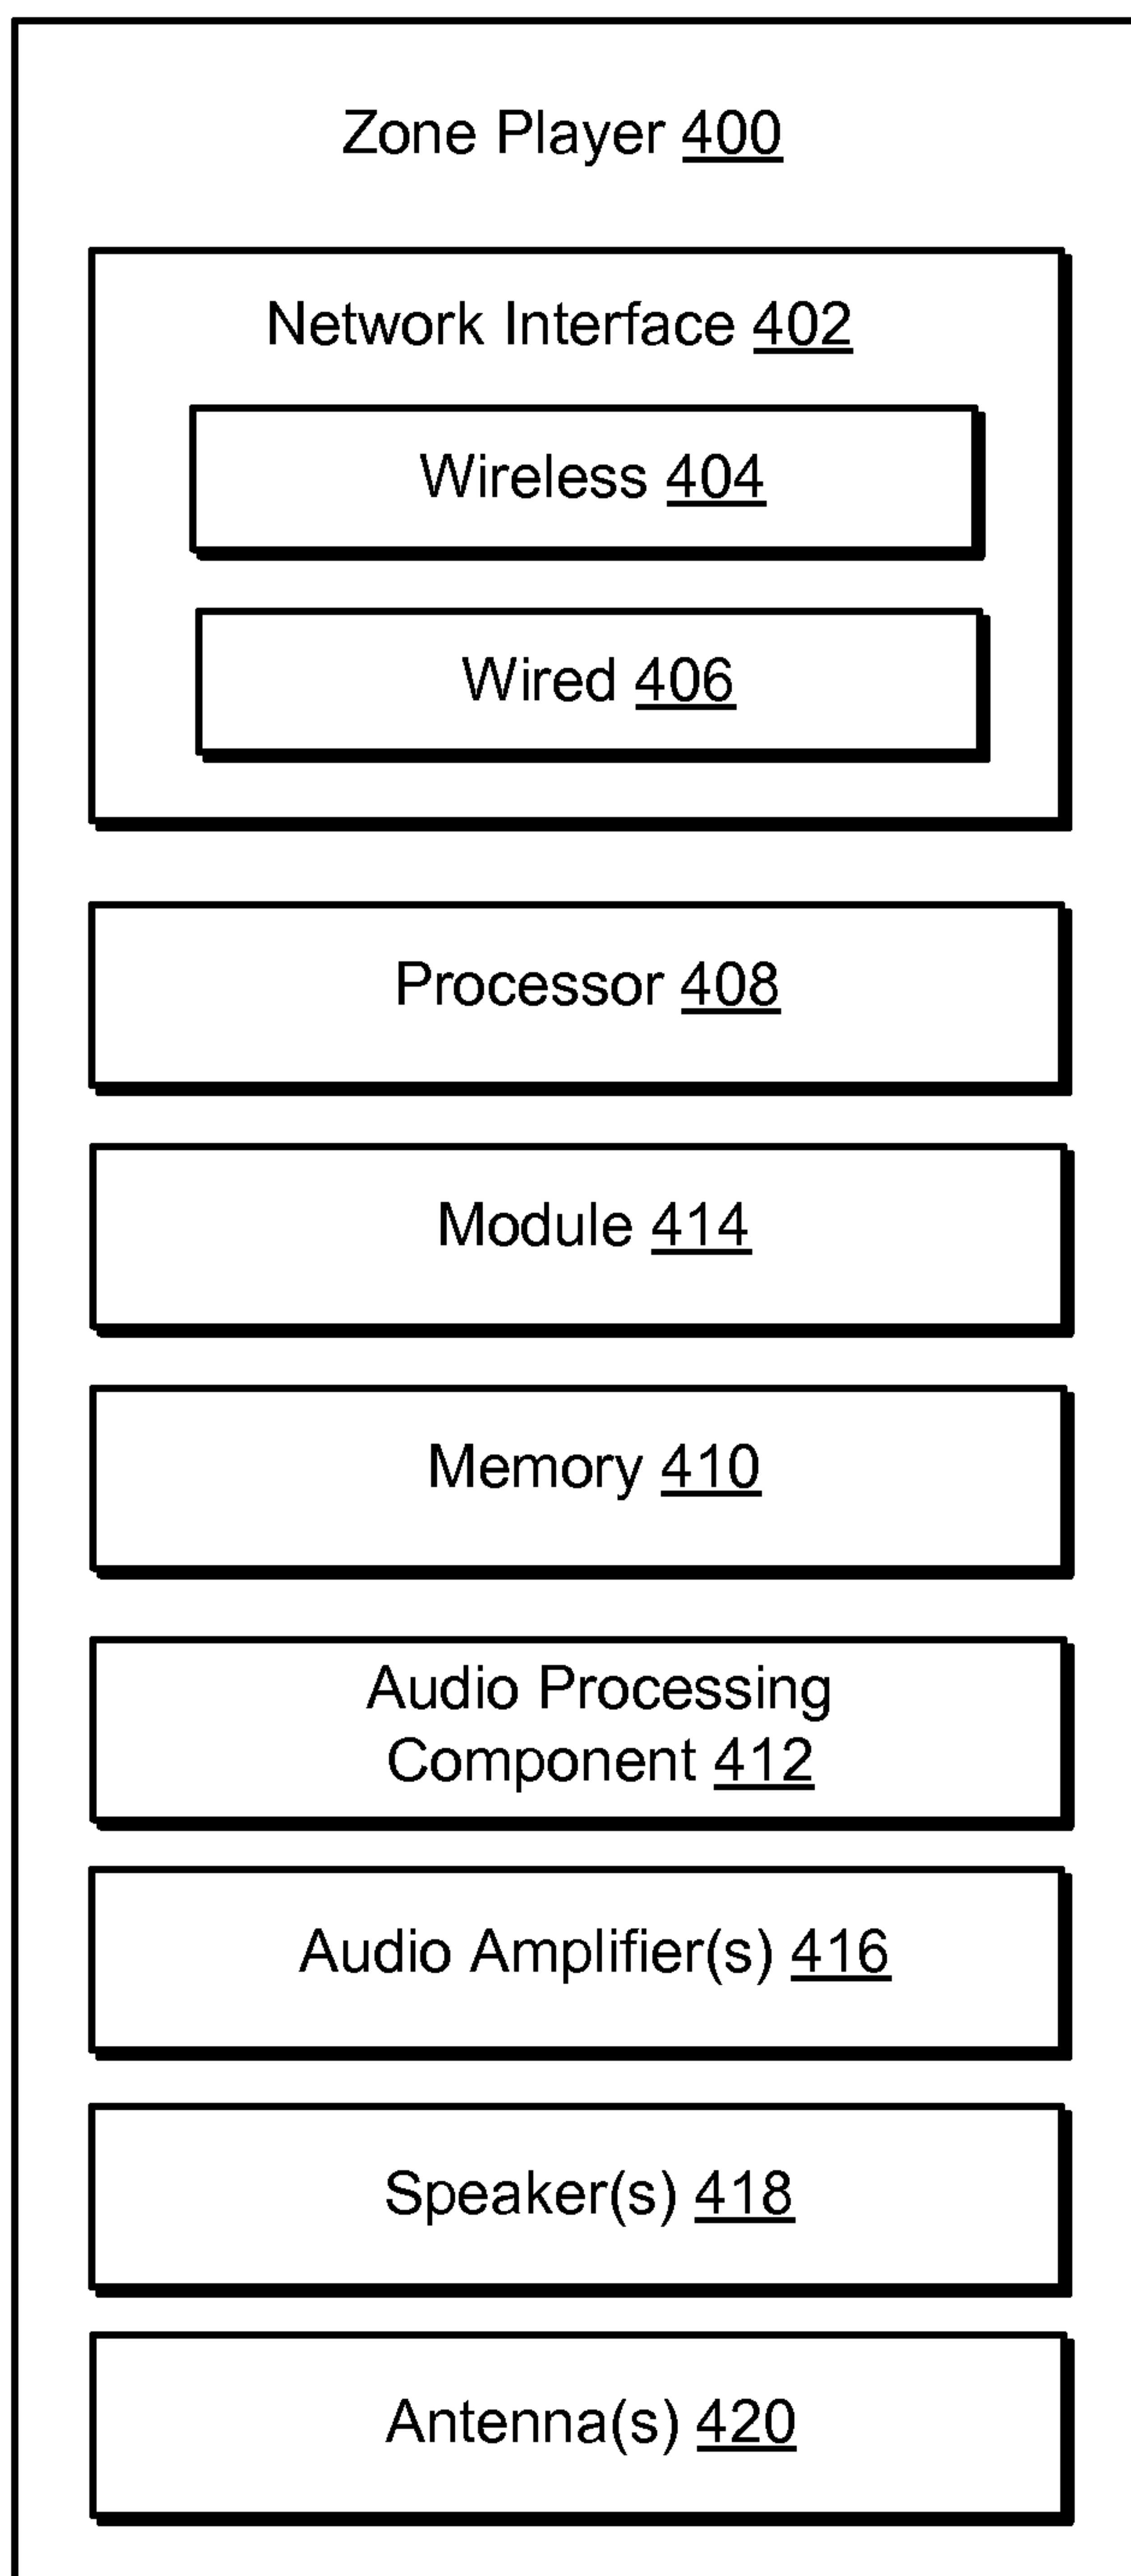 Zone Player 400
Network Interface 402
Wireless 404
Wired 406
Processor 408
Module 414
Memory 410
Audio Processing
Component 412
Audio Amplifier(s) 416
Speaker(s) 418
Antenna(s) 420